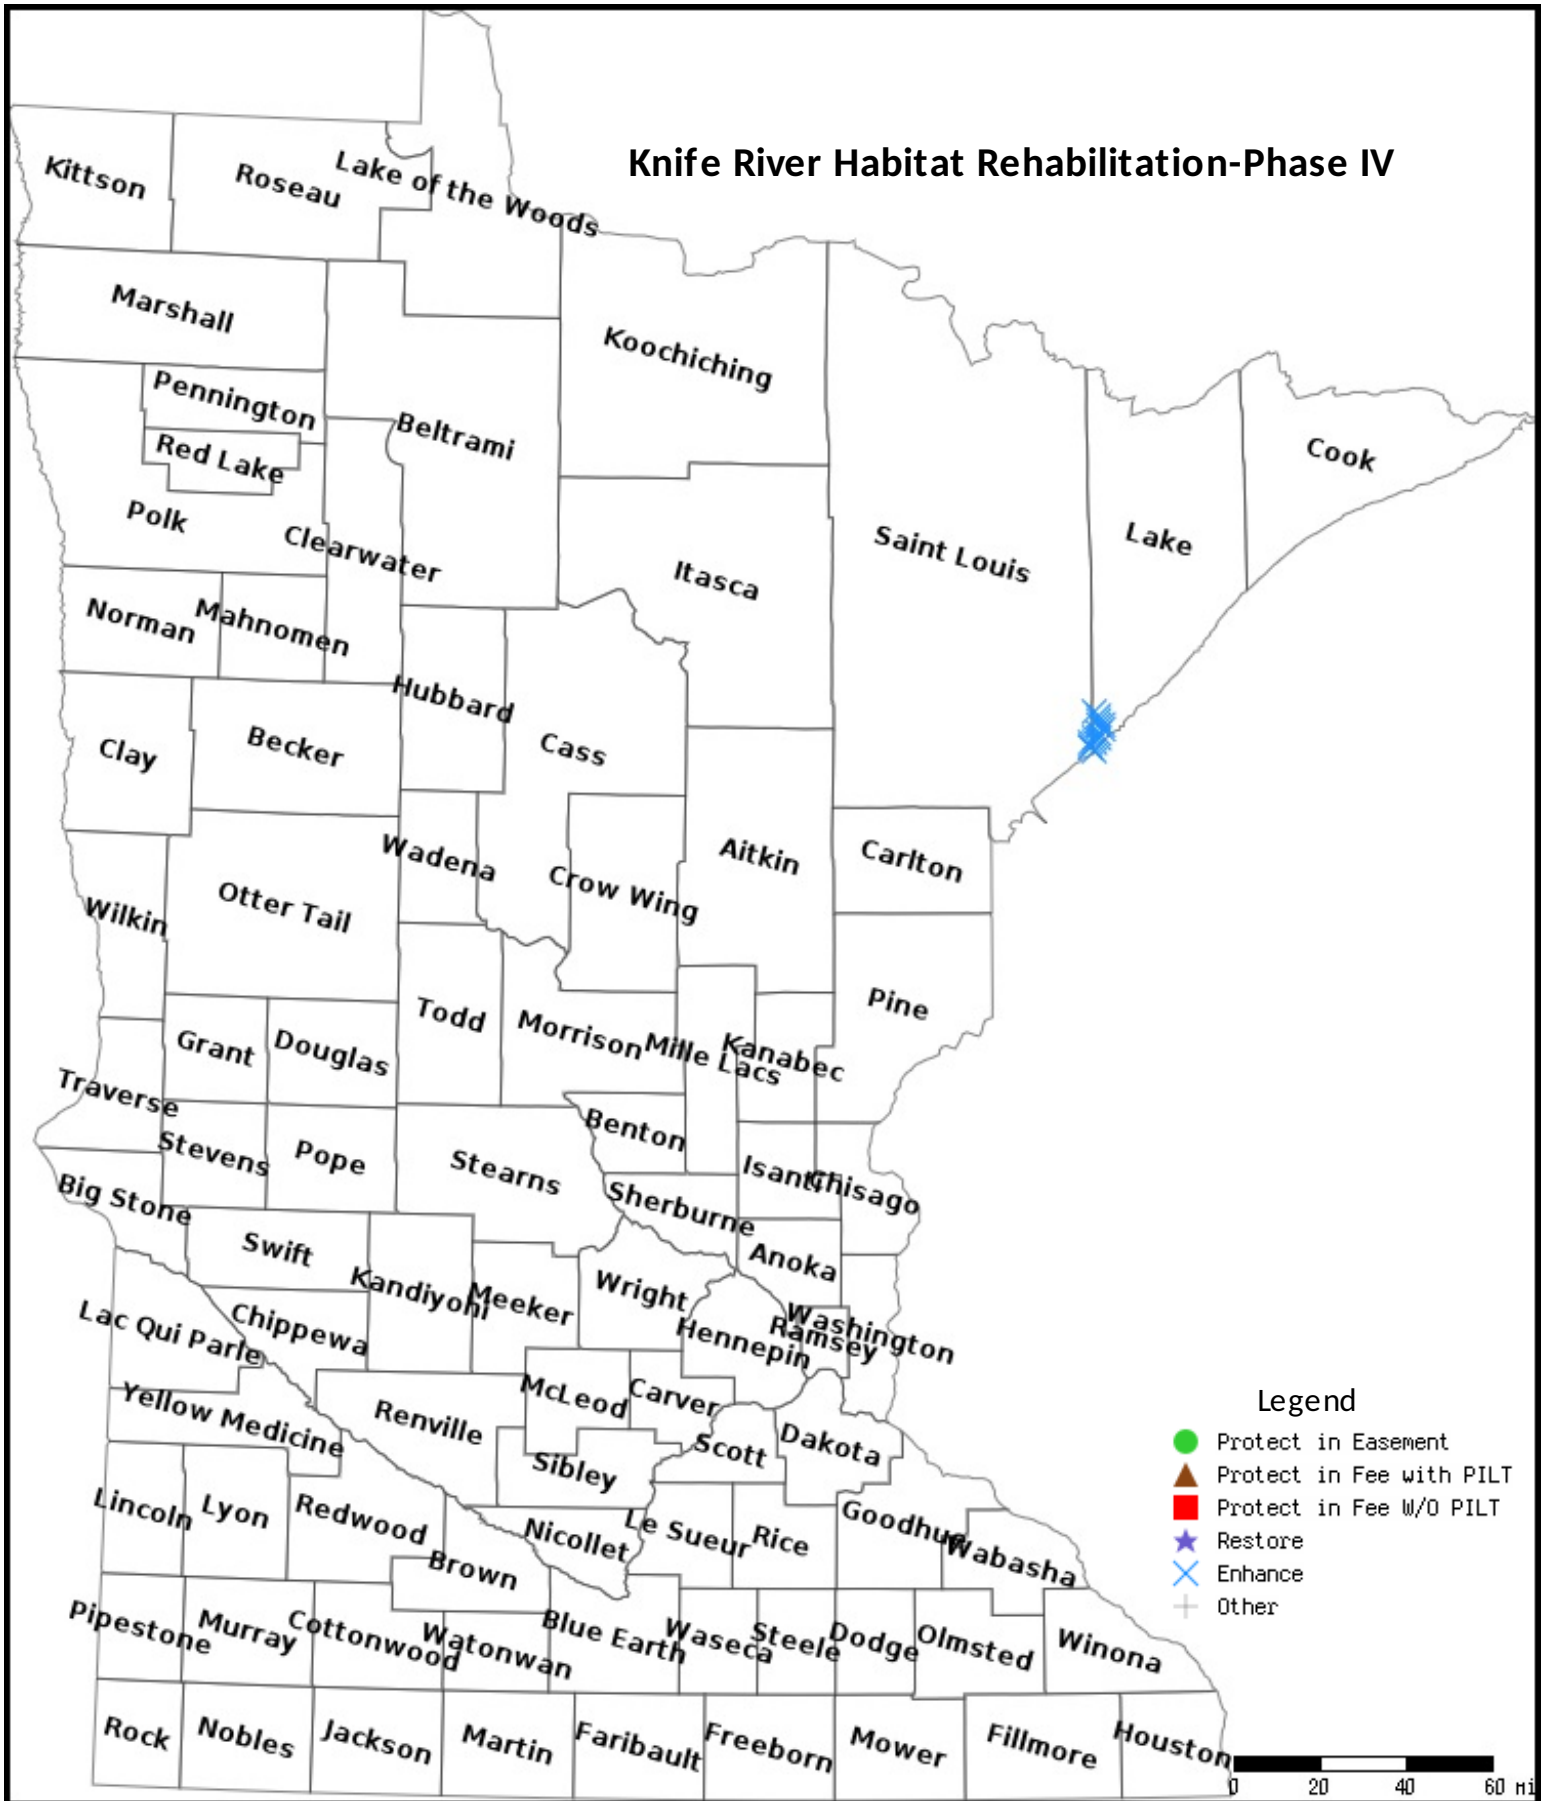 Knife River Habitat Rehabilitation-Phase IV
Kittson
Roseau
Lake of the Woods
Marshall
Koochiching
Pennington
Beltrami
Red Lake
Cook
Polk
Clearwater
Saint Louis
Lake
Itasca
Norman
Mahnomen
Hubbard
Clay
Becker
Cass
Wadena
Aitkin
Carlton
Otter Tail
Crow Wing
Wilkin
Pine
Todd
Morrison
Mille Lacs
Kanabec
Grant
Douglas
Traverse
Stevens
Pope
Stearns
Benton
Isanti
Chisago
Big Stone
Sherburne
Swift
Anoka
Kandiyohi
Meeker
Wright
Lac Qui Parle
Chippewa
Hennepin
Ramsey
Washington
Yellow Medicine
Renville
McLeod
Carver
Scott
Dakota
Sibley
Lincoln
Lyon
Redwood
Nicollet
Le Sueur
Rice
Goodhue
Wabasha
Brown
Pipestone
Murray
Cottonwood
Watonwan
Blue Earth
Waseca
Steele
Dodge
Olmsted
Winona
Rock
Nobles
Jackson
Martin
Faribault
Freeborn
Mower
Fillmore
Houston
Legend
Protect in Easement
Protect in Fee with PILT
Protect in Fee W/O PILT
Restore
Enhance
Other
0 20 40 60 mi